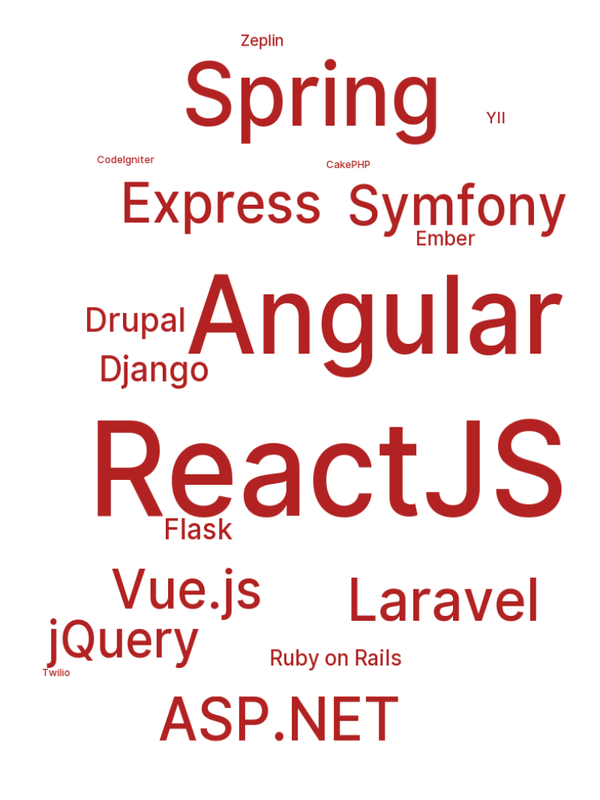 Zeplin
Spring
YII
CodeIgniter
CakePHP
Express
Symfony
Ember
Angular
Drupal
Django
ReactJS
Flask
Vue.js
Laravel
jQuery
Ruby on Rails
Twilio
ASP.NET